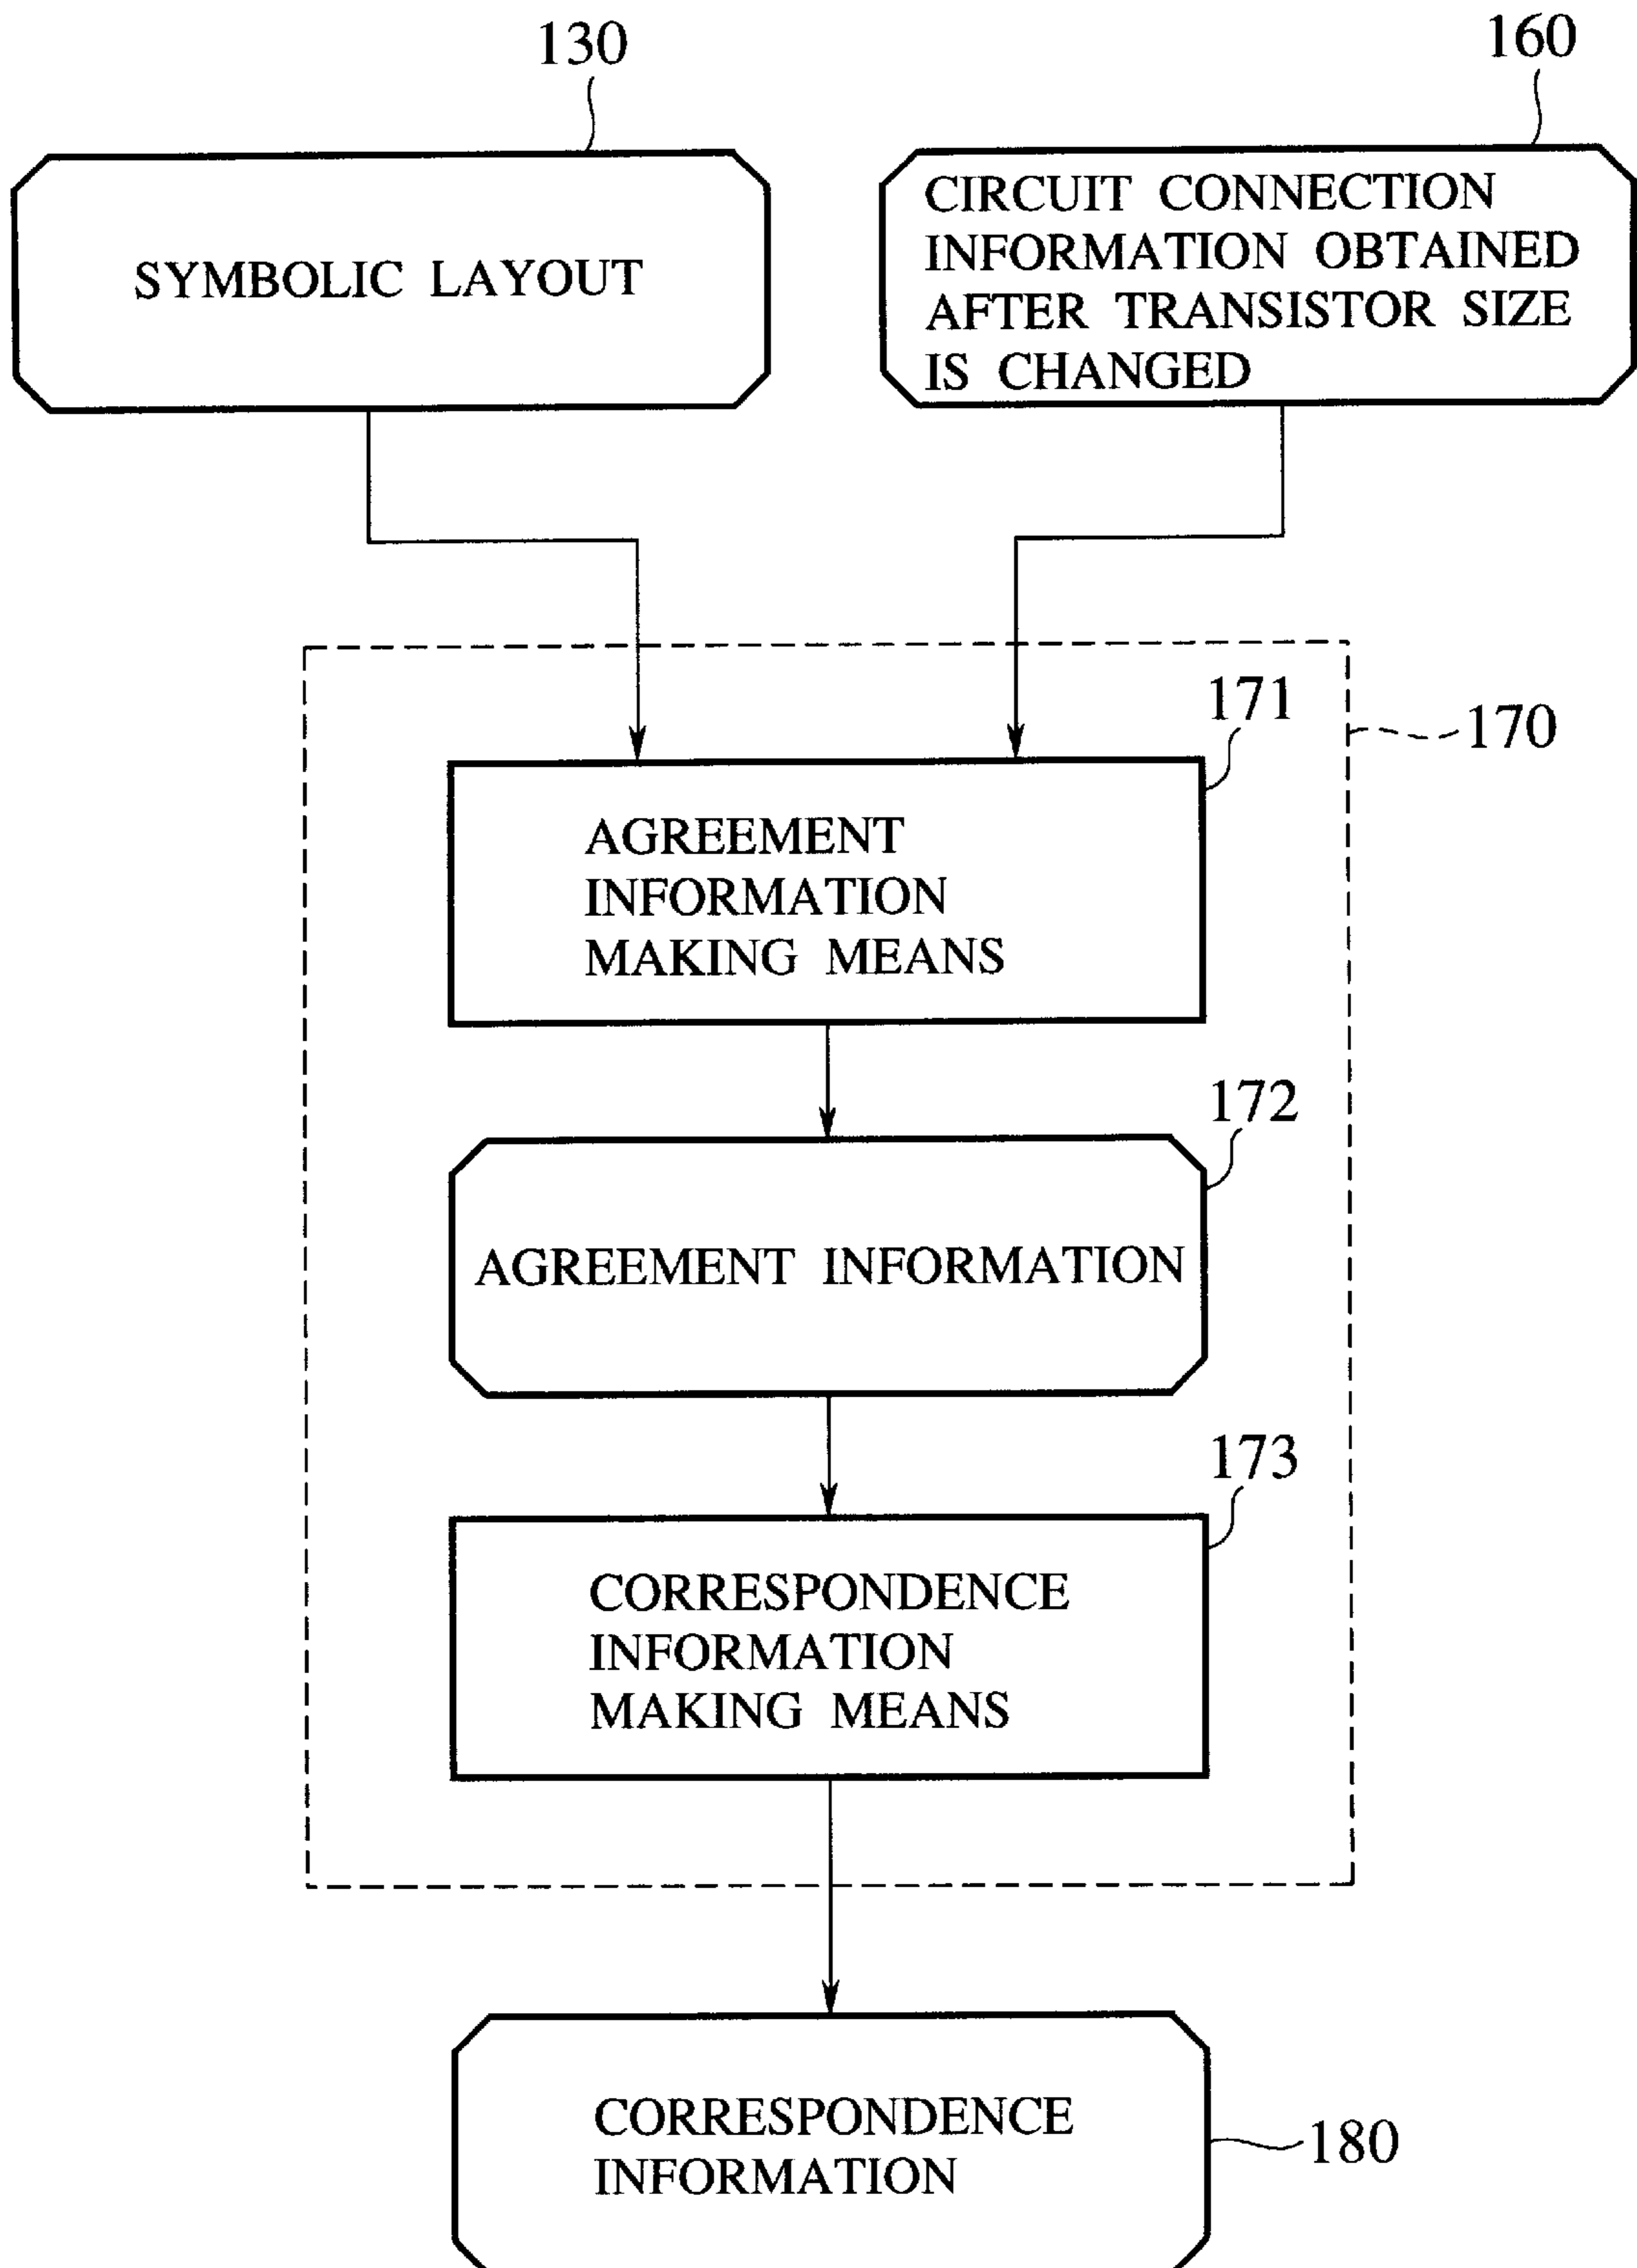 130
160
SYMBOLIC LAYOUT
CIRCUIT CONNECTION
INFORMATION OBTAINED
AFTER TRANSISTOR SIZE
IS CHANGED
171
170
AGREEMENT
INFORMATION
MAKING MEANS
172
AGREEMENT INFORMATION
173
CORRESPONDENCE
INFORMATION
MAKING MEANS
CORRESPONDENCE
INFORMATION
180